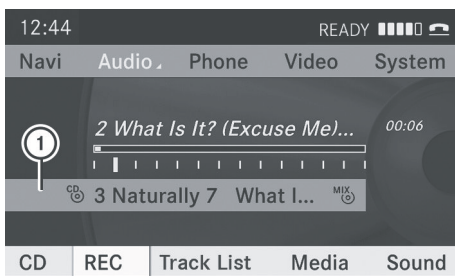 12:44 READY
Navi Audio Phone Video System
2 What Is It? (Excuse Me)... 00:06
1
CD 3 Naturally 7 What I... MIX
CD REC Track List Media Sound